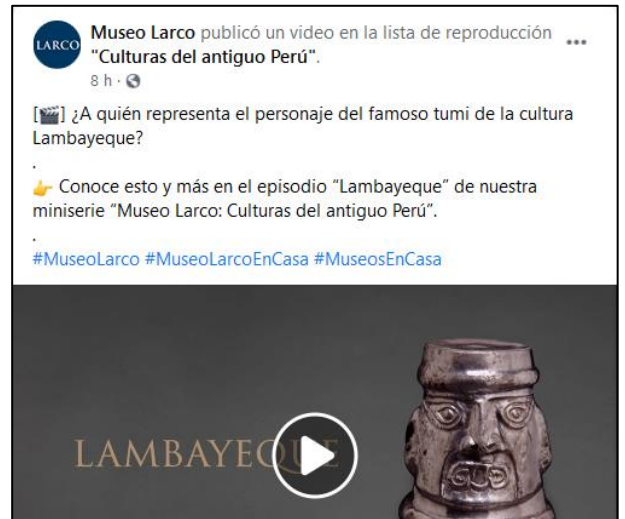 LARCO
Museo Larco publicó un video en la lista de reproducción
"Culturas del antiguo Perú".
8 h ·
[🎬] ¿A quién representa el personaje del famoso tumi de la cultura
Lambayeque?
.
👉 Conoce esto y más en el episodio “Lambayeque” de nuestra
miniserie “Museo Larco: Culturas del antiguo Perú”.
.
#MuseoLarco #MuseoLarcoEnCasa #MuseosEnCasa
LAMBAYEQUE